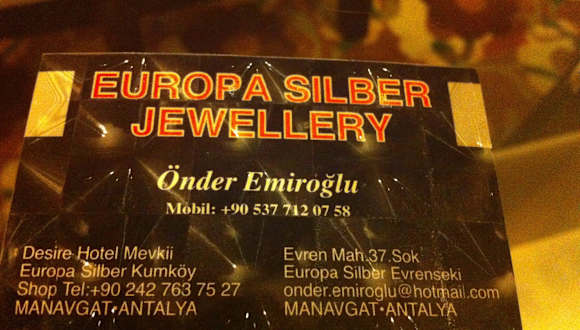 EUROPA SILBER
JEWELLERY
Önder Emiroğlu
Mobil: +90 537 712 07 58
Desire Hotel Mevkii
Europa Silber Kumköy
Shop Tel:+90 242 763 75 27
MANAVGAT-ANTALYA
Evren Mah.37.Sok
Europa Silber Evrenseki
onder.emiroglu@hotmail.com
MANAVGAT-ANTALYA